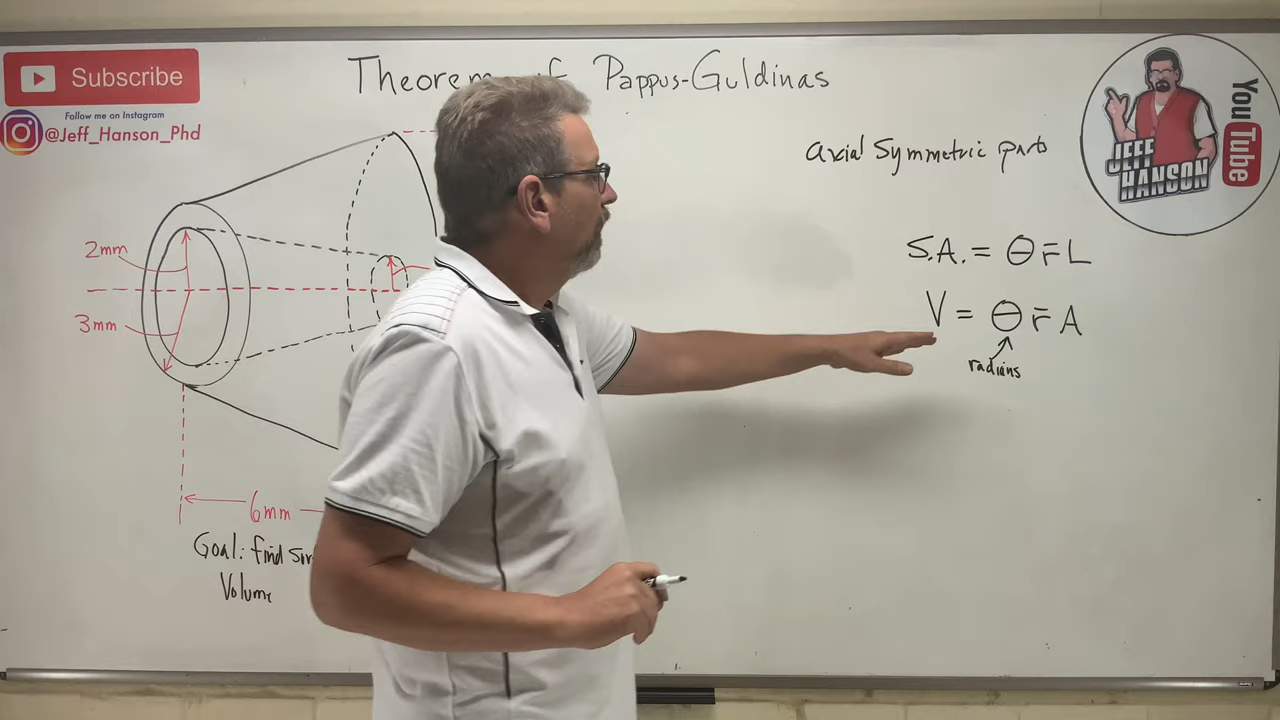 Subscribe
Follow me on Instagram
@Jeff_Hanson_Phd
Theorem of Pappus-Guldinas
axial symmetric parts
JEFF
HANSON
YouTube
2mm
3mm
6mm
S.A. = θ r̄ L
V = θ r̄ A
radians
Goal: find
Volume